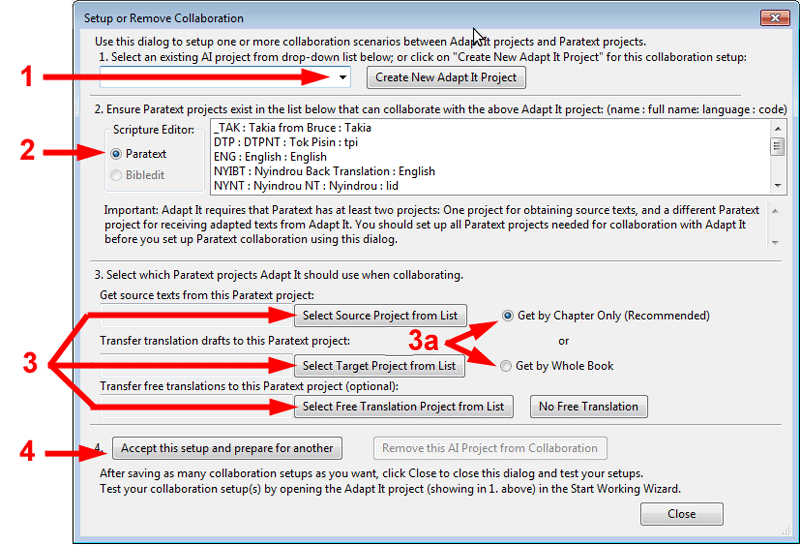 Setup or Remove Collaboration
Use this dialog to setup one or more collaboration scenarios between Adapt It projects and Paratext projects.
1. Select an existing AI project from drop-down list below; or click on "Create New Adapt It Project" for this collaboration setup:
1
Create New Adapt It Project
2. Ensure Paratext projects exist in the list below that can collaborate with the above Adapt It project: (name : full name: language : code)
Scripture Editor:
2
Paratext
Bibledit
_TAK : Takia from Bruce : Takia
DTP : DTPNT : Tok Pisin : tpi
ENG : English : English
NYIBT : Nyindrou Back Translation : English
NYNT : Nyindrou NT : Nyindrou : lid
Important: Adapt It requires that Paratext has at least two projects: One project for obtaining source texts, and a different Paratext
project for receiving adapted texts from Adapt It. You should set up all Paratext projects needed for collaboration with Adapt It
before you set up Paratext collaboration using this dialog.
3. Select which Paratext projects Adapt It should use when collaborating.
Get source texts from this Paratext project:
Select Source Project from List
Get by Chapter Only (Recommended)
Transfer translation drafts to this Paratext project:
3a
or
3
Select Target Project from List
Get by Whole Book
Transfer free translations to this Paratext project (optional):
Select Free Translation Project from List
No Free Translation
4
4.
Accept this setup and prepare for another
Remove this AI Project from Collaboration
After saving as many collaboration setups as you want, click Close to close this dialog and test your setups.
Test your collaboration setup(s) by opening the Adapt It project (showing in 1. above) in the Start Working Wizard.
Close